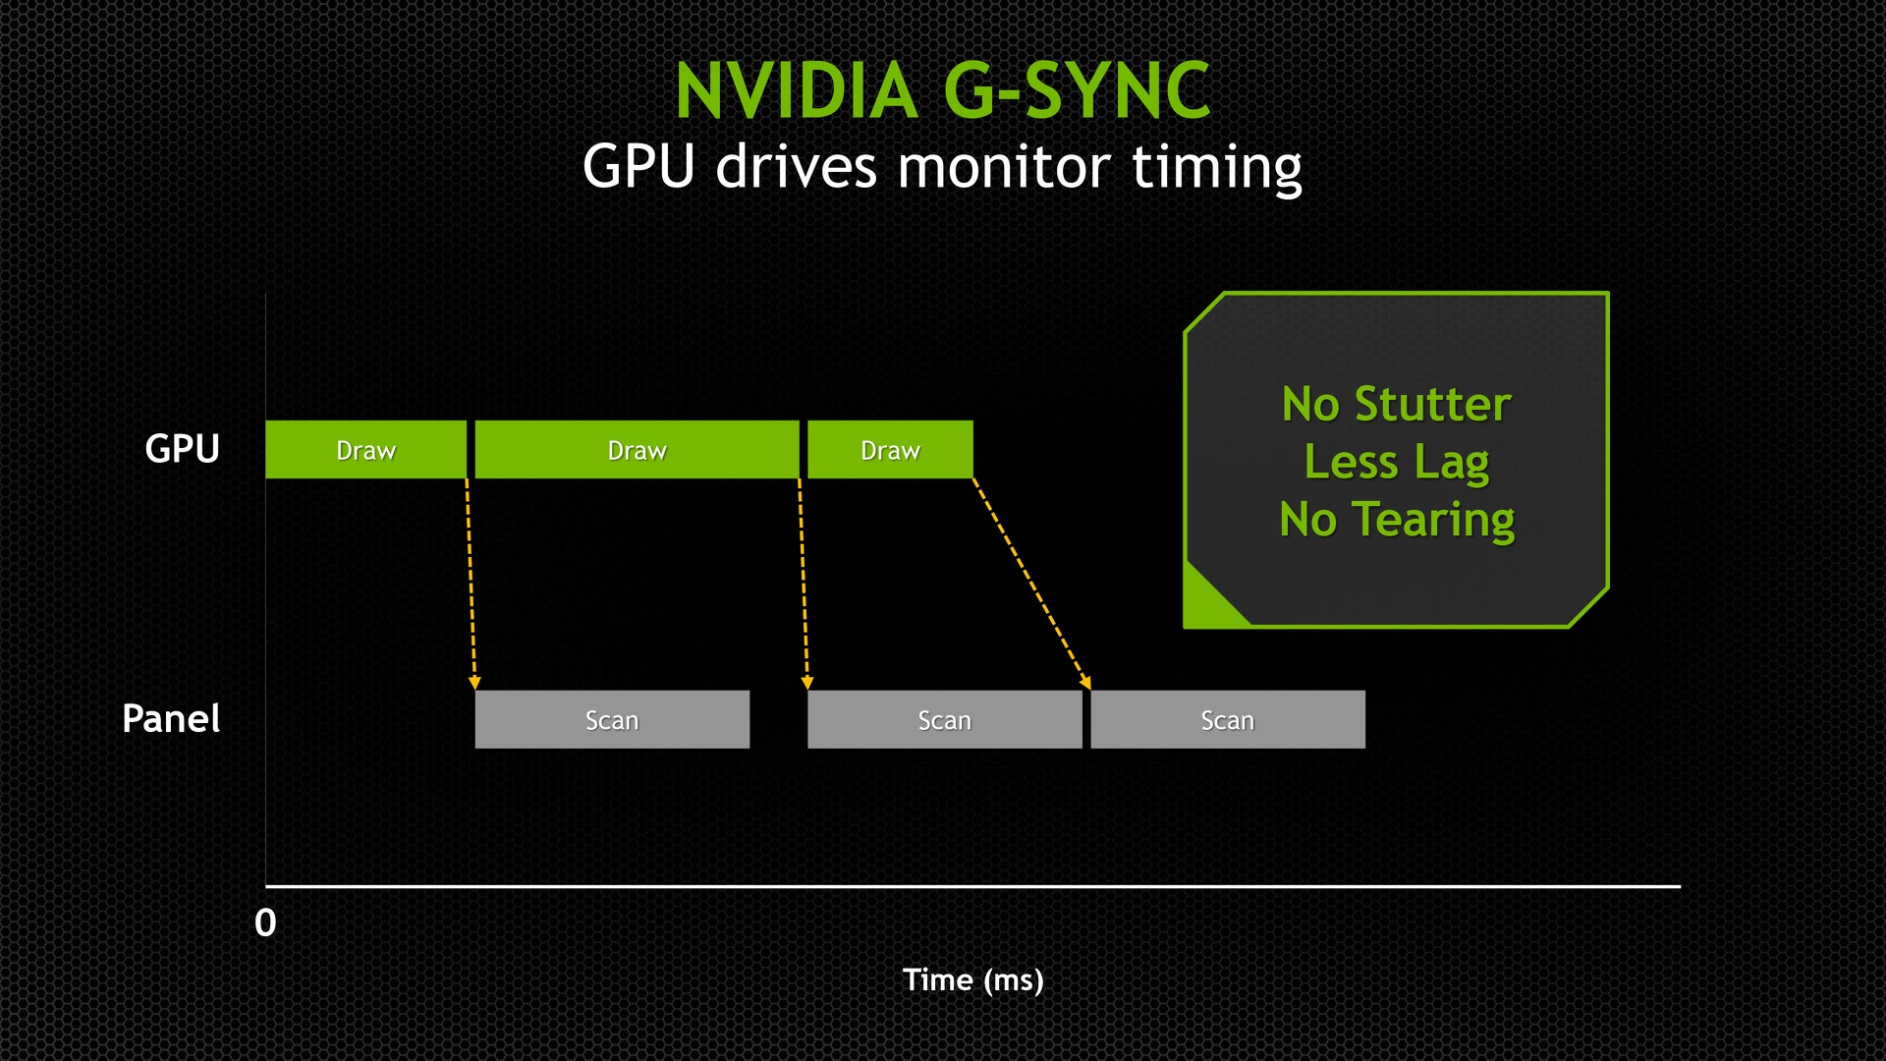 NVIDIA G-SYNC
GPU drives monitor timing
No Stutter
Less Lag
No Tearing
GPU
Draw
Draw
Draw
Panel
Scan
Scan
Scan
0
Time (ms)